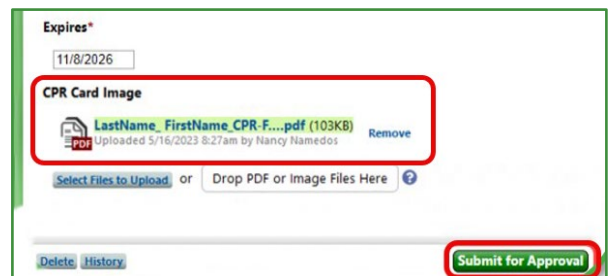 Expires*
11/8/2026
CPR Card Image
LastName_ FirstName_CPR-F....pdf (103KB)
Remove
PDF
Uploaded 5/16/2023 8:27am by Nancy Namedos
Select Files to Upload or Drop PDF or Image Files Here ?
Delete History Submit for Approval